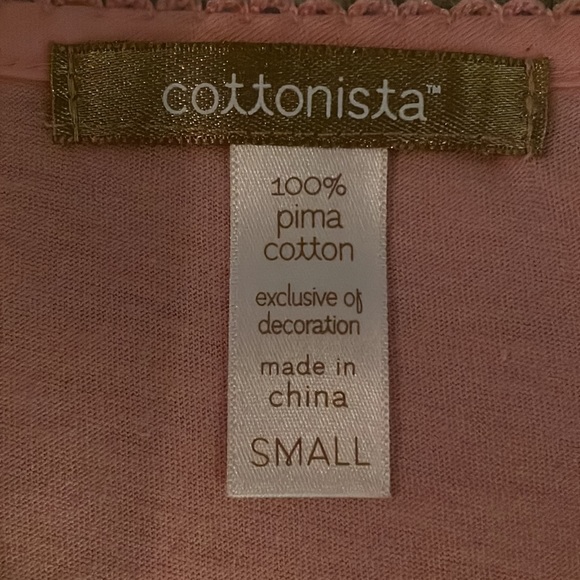 cottonista™
100%
pima
cotton
exclusive of
decoration
made in
china
SMALL